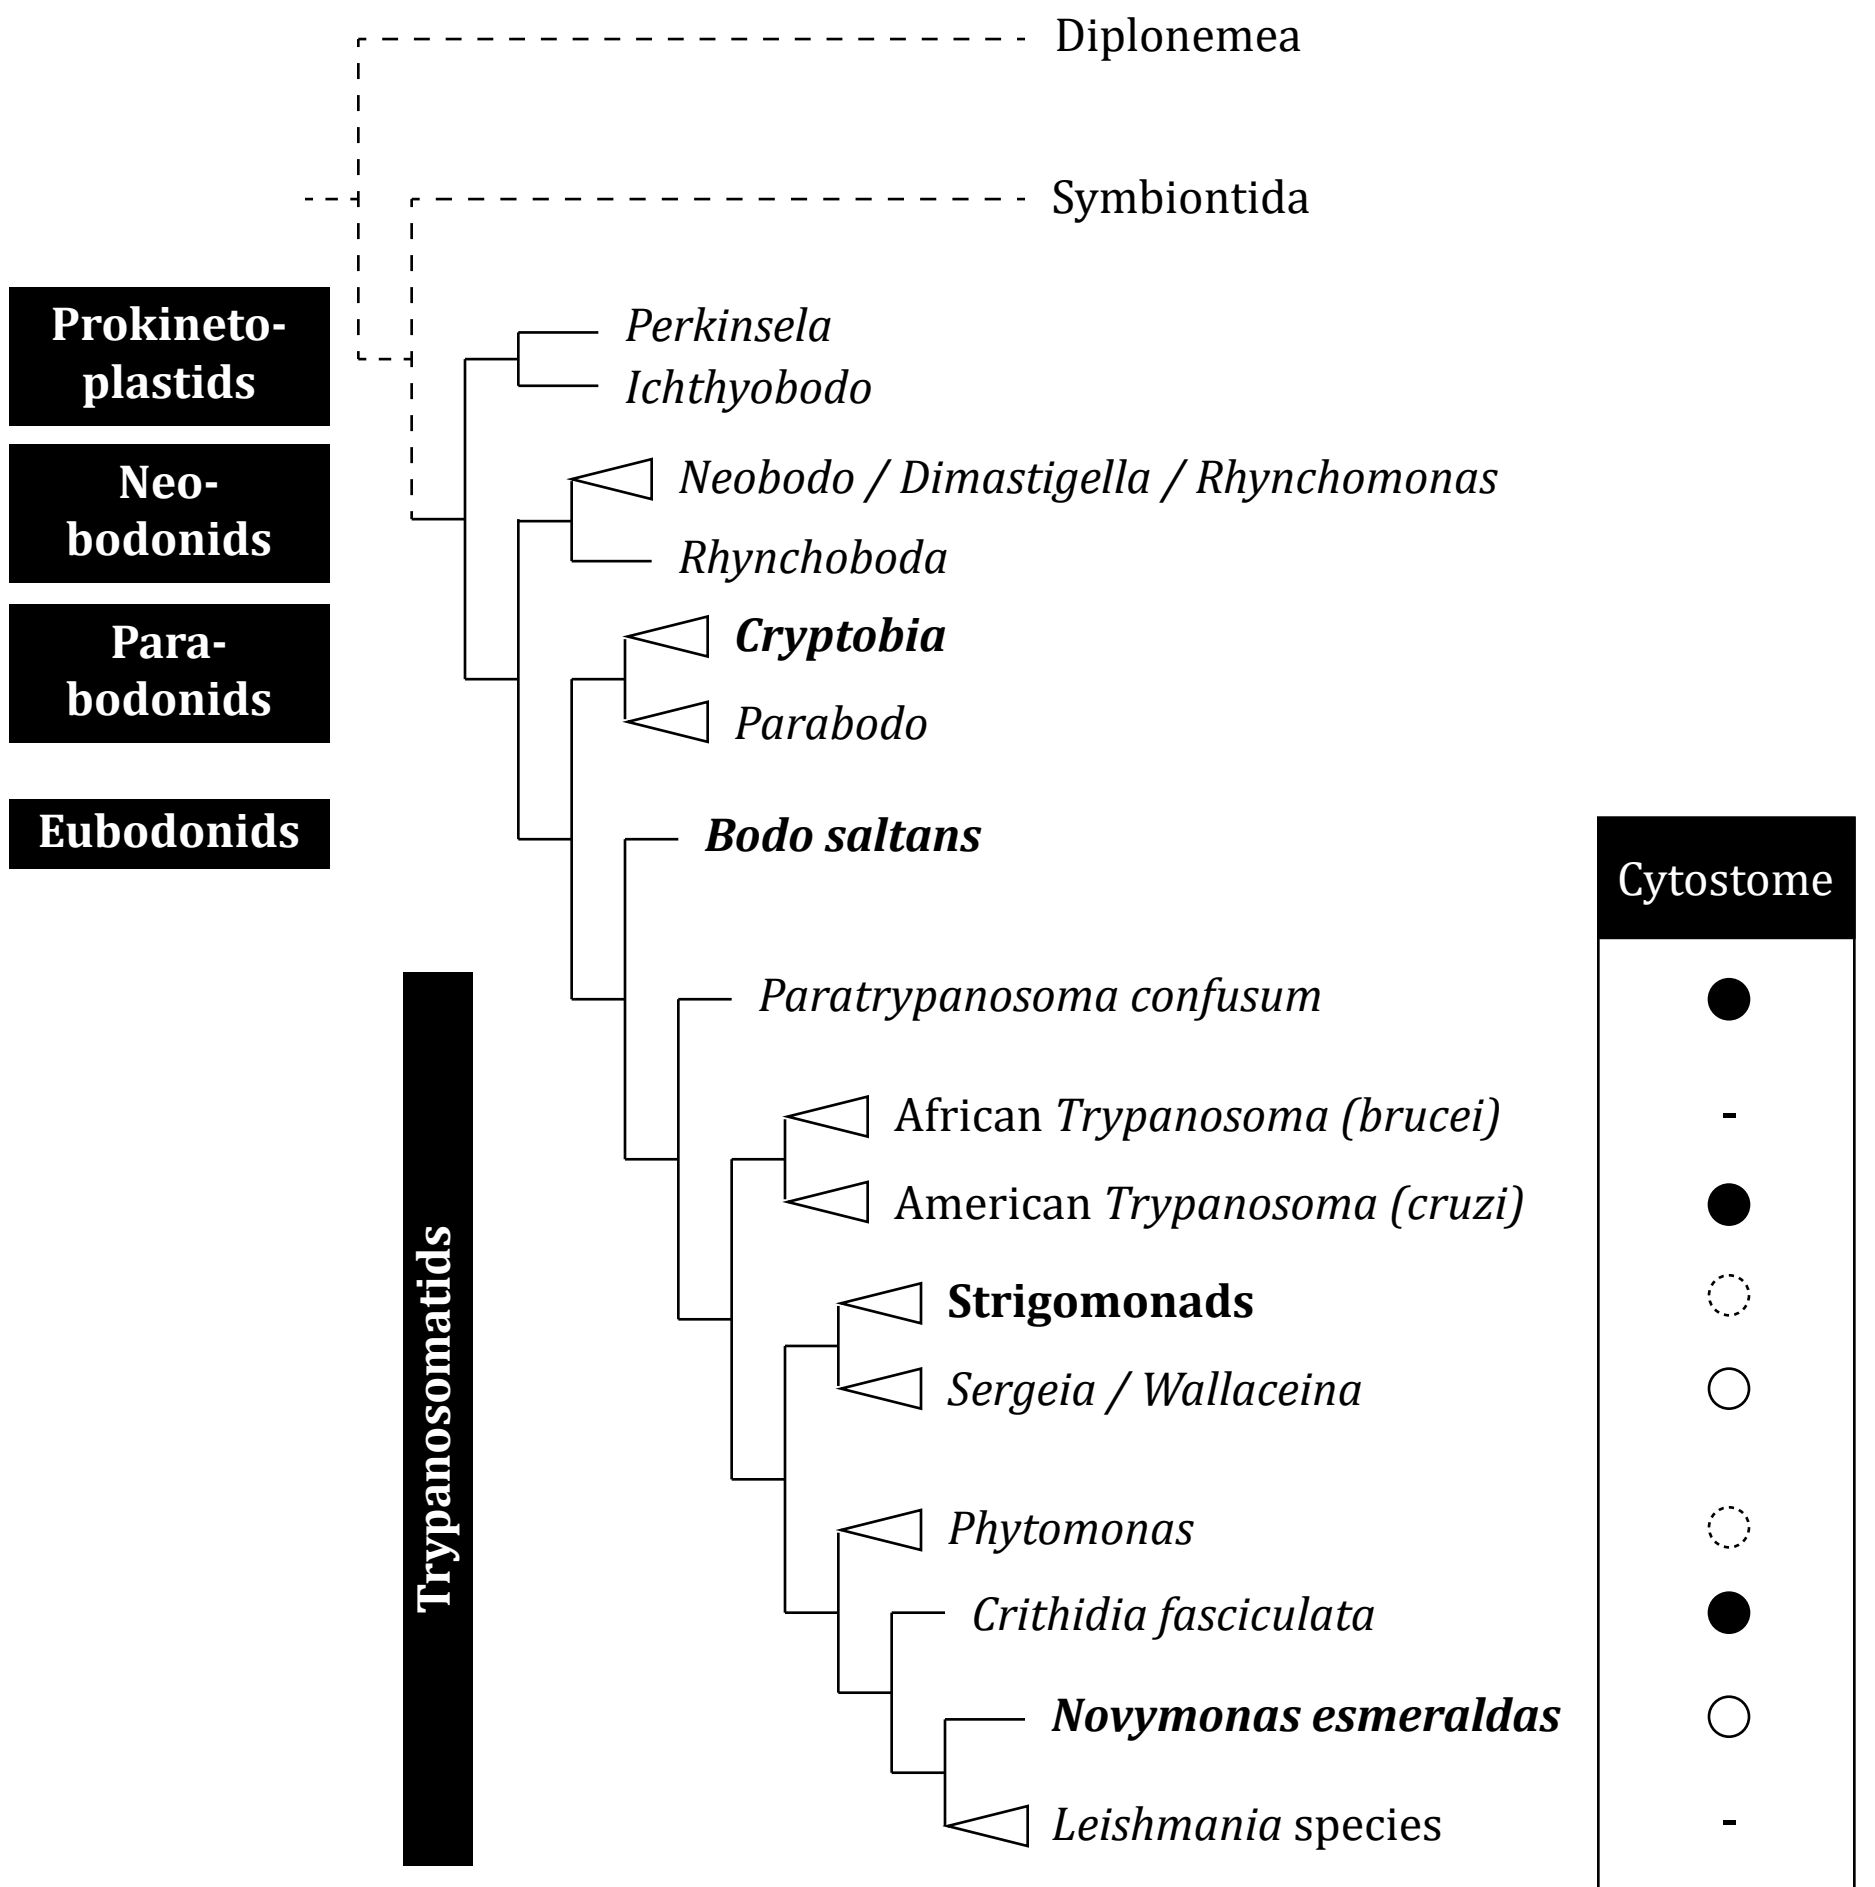 Diplonemea
Symbiontida
Prokineto-
plastids
Perkinsela
Ichthyobodo
Neo-
bodonids
Neobodo / Dimastigella / Rhynchomonas
Rhynchoboda
Para-
bodonids
Cryptobia
Parabodo
Eubodonids
Bodo saltans
Cytostome
Trypanosomatids
Paratrypanosoma confusum
African Trypanosoma (brucei) -
American Trypanosoma (cruzi)
Strigomonads
Sergeia / Wallaceina
Phytomonas
Crithidia fasciculata
Novymonas esmeraldas
Leishmania species -